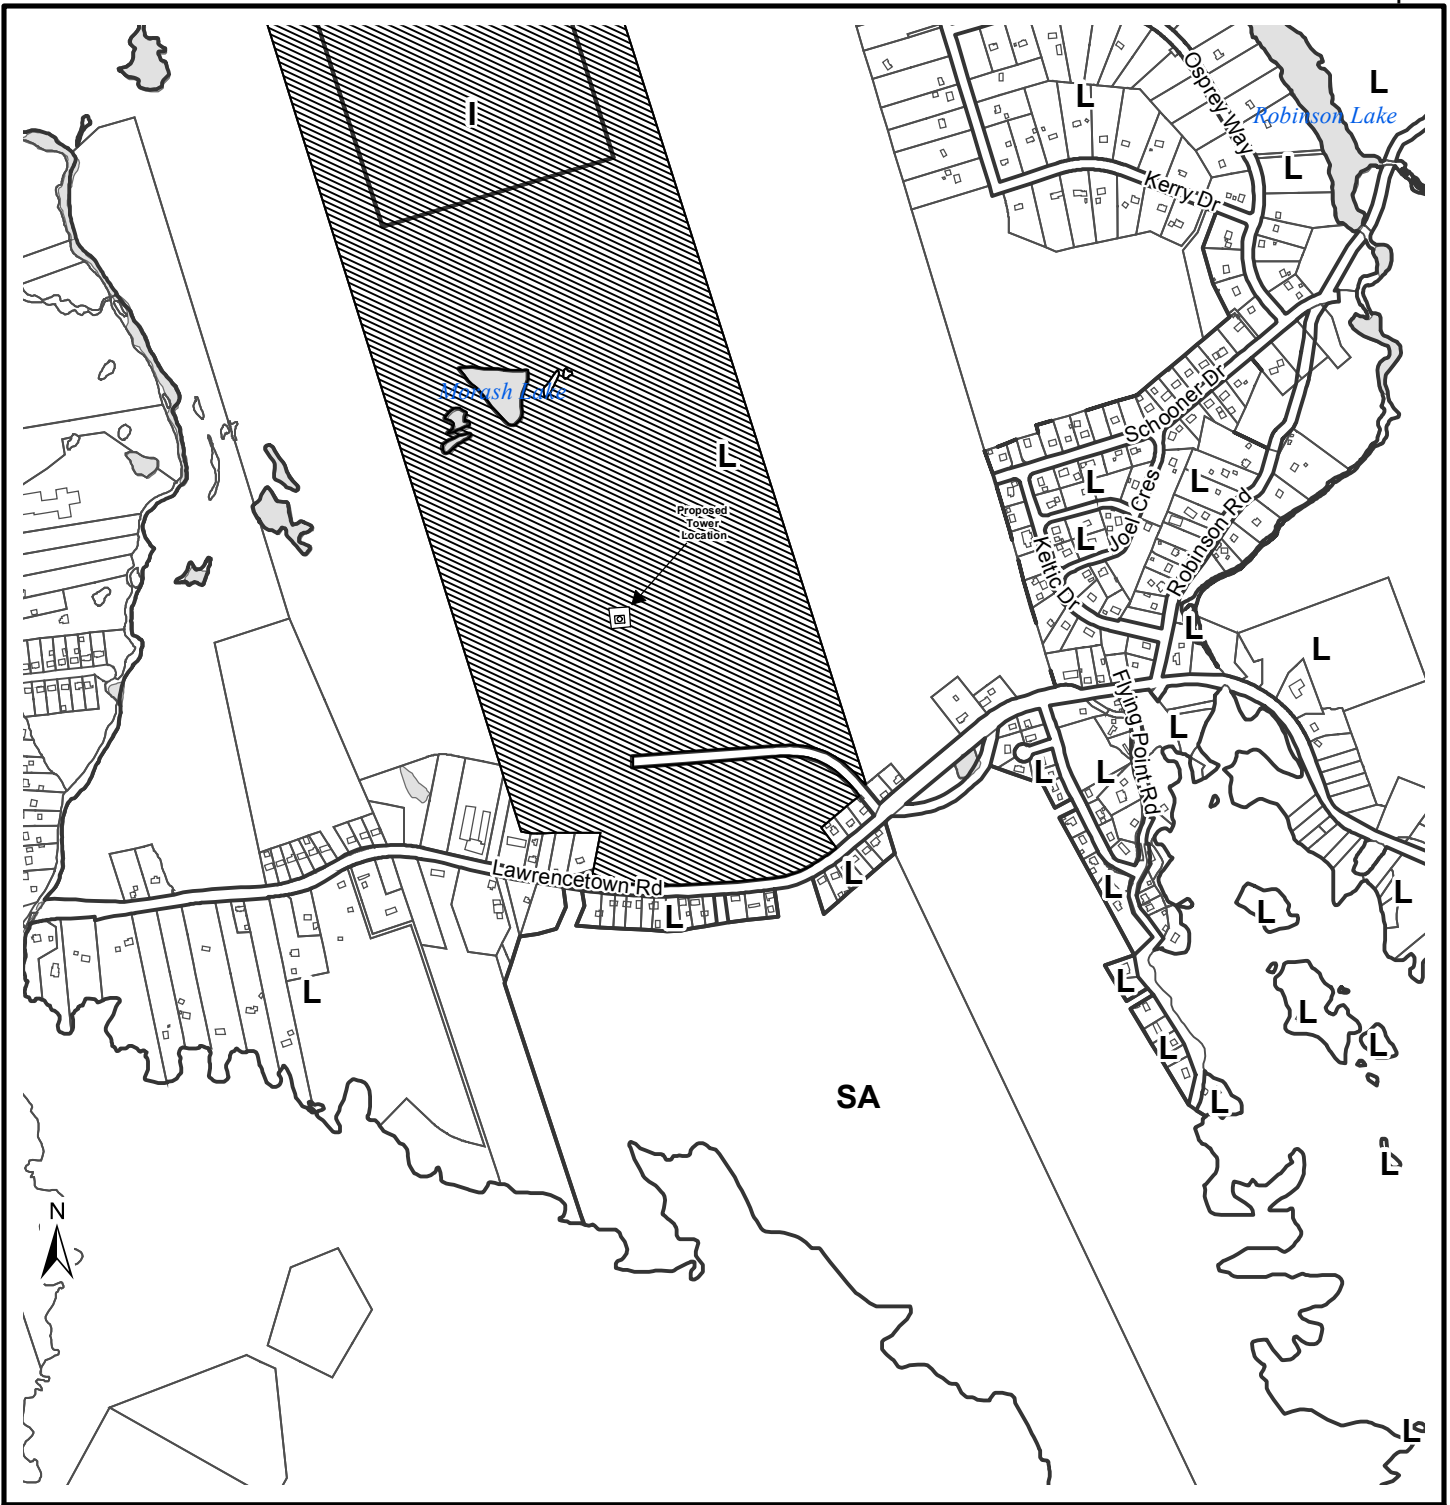 L
Osprey Way
I
L
Robinson Lake
L
Kerry Dr
Morash Lake
Schooner Dr
L
L
L
Proposed
Tower
Location
Joel Cres
L
Keltic Dr
Robinson Rd
L
L
Flying Point Rd
L
L
L
Lawrencetown Rd
L
L
L
L
L
L
L
L
L
L
L
SA
L
L
N
L